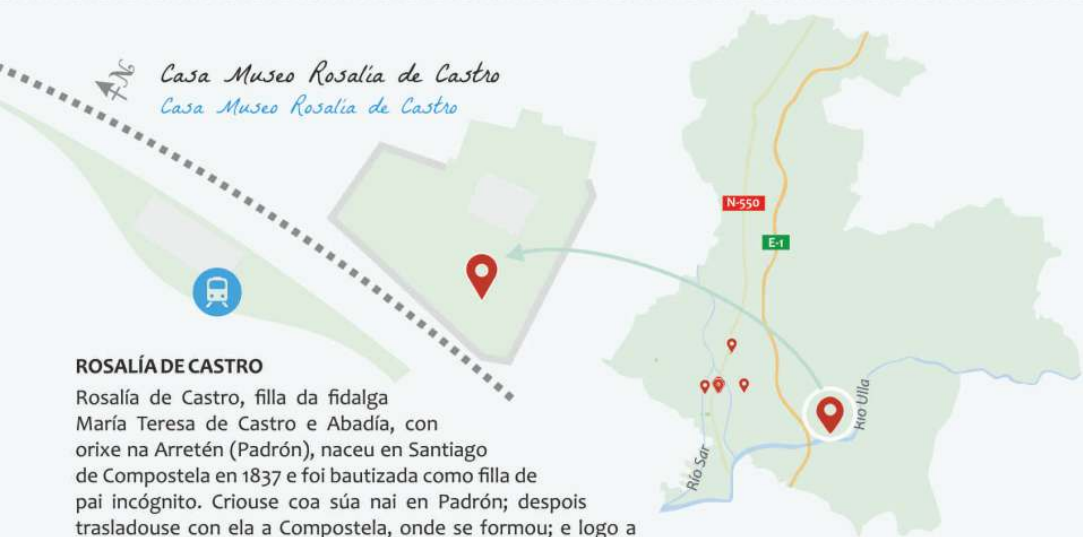 N
Casa Museo Rosalía de Castro
Casa Museo Rosalía de Castro
N-550
E-1
Río Ulla
Río Sar
ROSALÍA DE CASTRO
Rosalía de Castro, filla da fidalga
María Teresa de Castro e Abadía, con
orixe na Arretén (Padrón), naceu en Santiago
de Compostela en 1837 e foi bautizada como filla de
pai incógnito. Criouse coa súa nai en Padrón; despois
trasladouse con ela a Compostela, onde se formou; e logo a